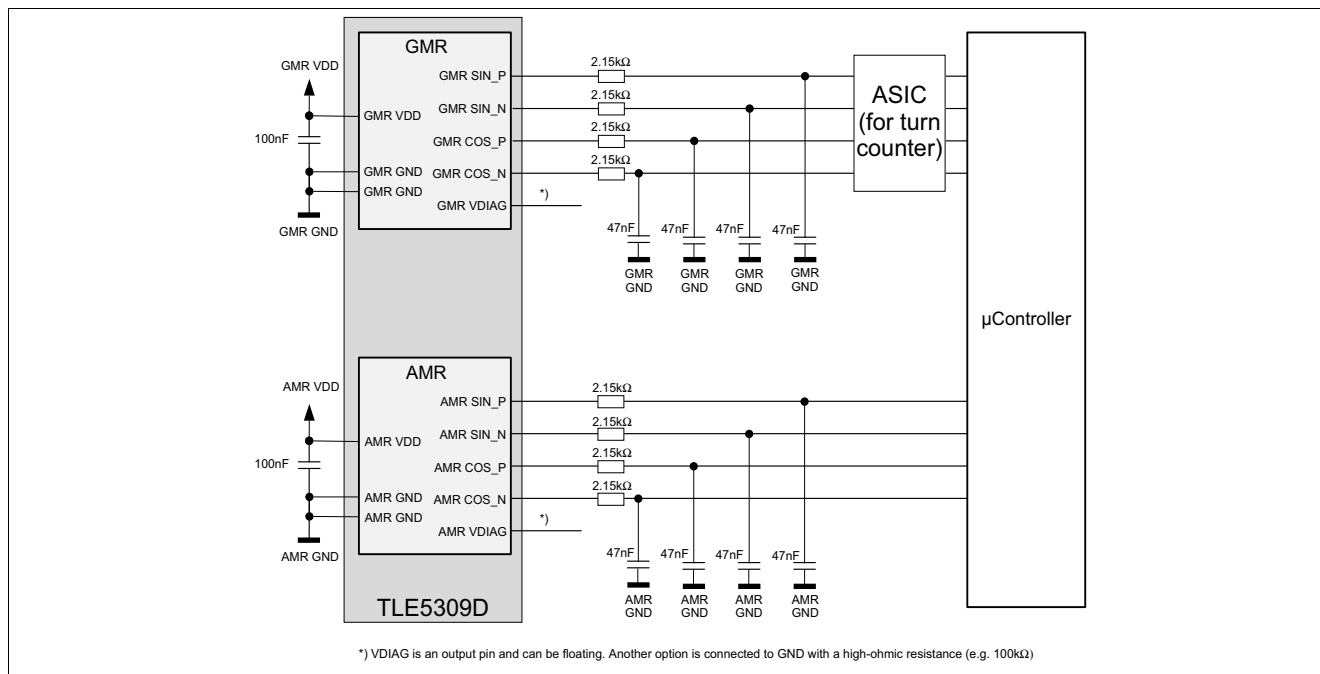 GMR
GMR VDD
GMR VDD
100nF
GMR GND
GMR GND
GMR GND
GMR SIN_P
GMR SIN_N
GMR COS_P
GMR COS_N
GMR VDIAG
2.15kΩ
2.15kΩ
2.15kΩ
2.15kΩ
*)
47nF
47nF
47nF
47nF
GMR
GND
GMR
GND
GMR
GND
GMR
GND
ASIC
(for turn
counter)
µController
AMR
AMR VDD
AMR VDD
100nF
AMR GND
AMR GND
AMR GND
AMR SIN_P
AMR SIN_N
AMR COS_P
AMR COS_N
AMR VDIAG
2.15kΩ
2.15kΩ
2.15kΩ
2.15kΩ
*)
47nF
47nF
47nF
47nF
AMR
GND
AMR
GND
AMR
GND
AMR
GND
TLE5309D
*) VDIAG is an output pin and can be floating. Another option is connected to GND with a high-ohmic resistance (e.g. 100kΩ)